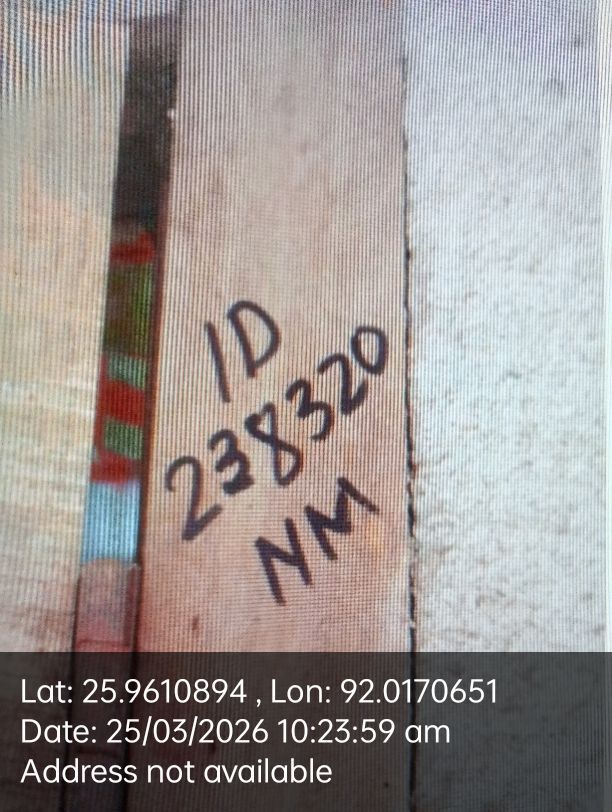 ID
238320
NM
Lat: 25.9610894 , Lon: 92.0170651
Date: 25/03/2026 10:23:59 am
Address not available